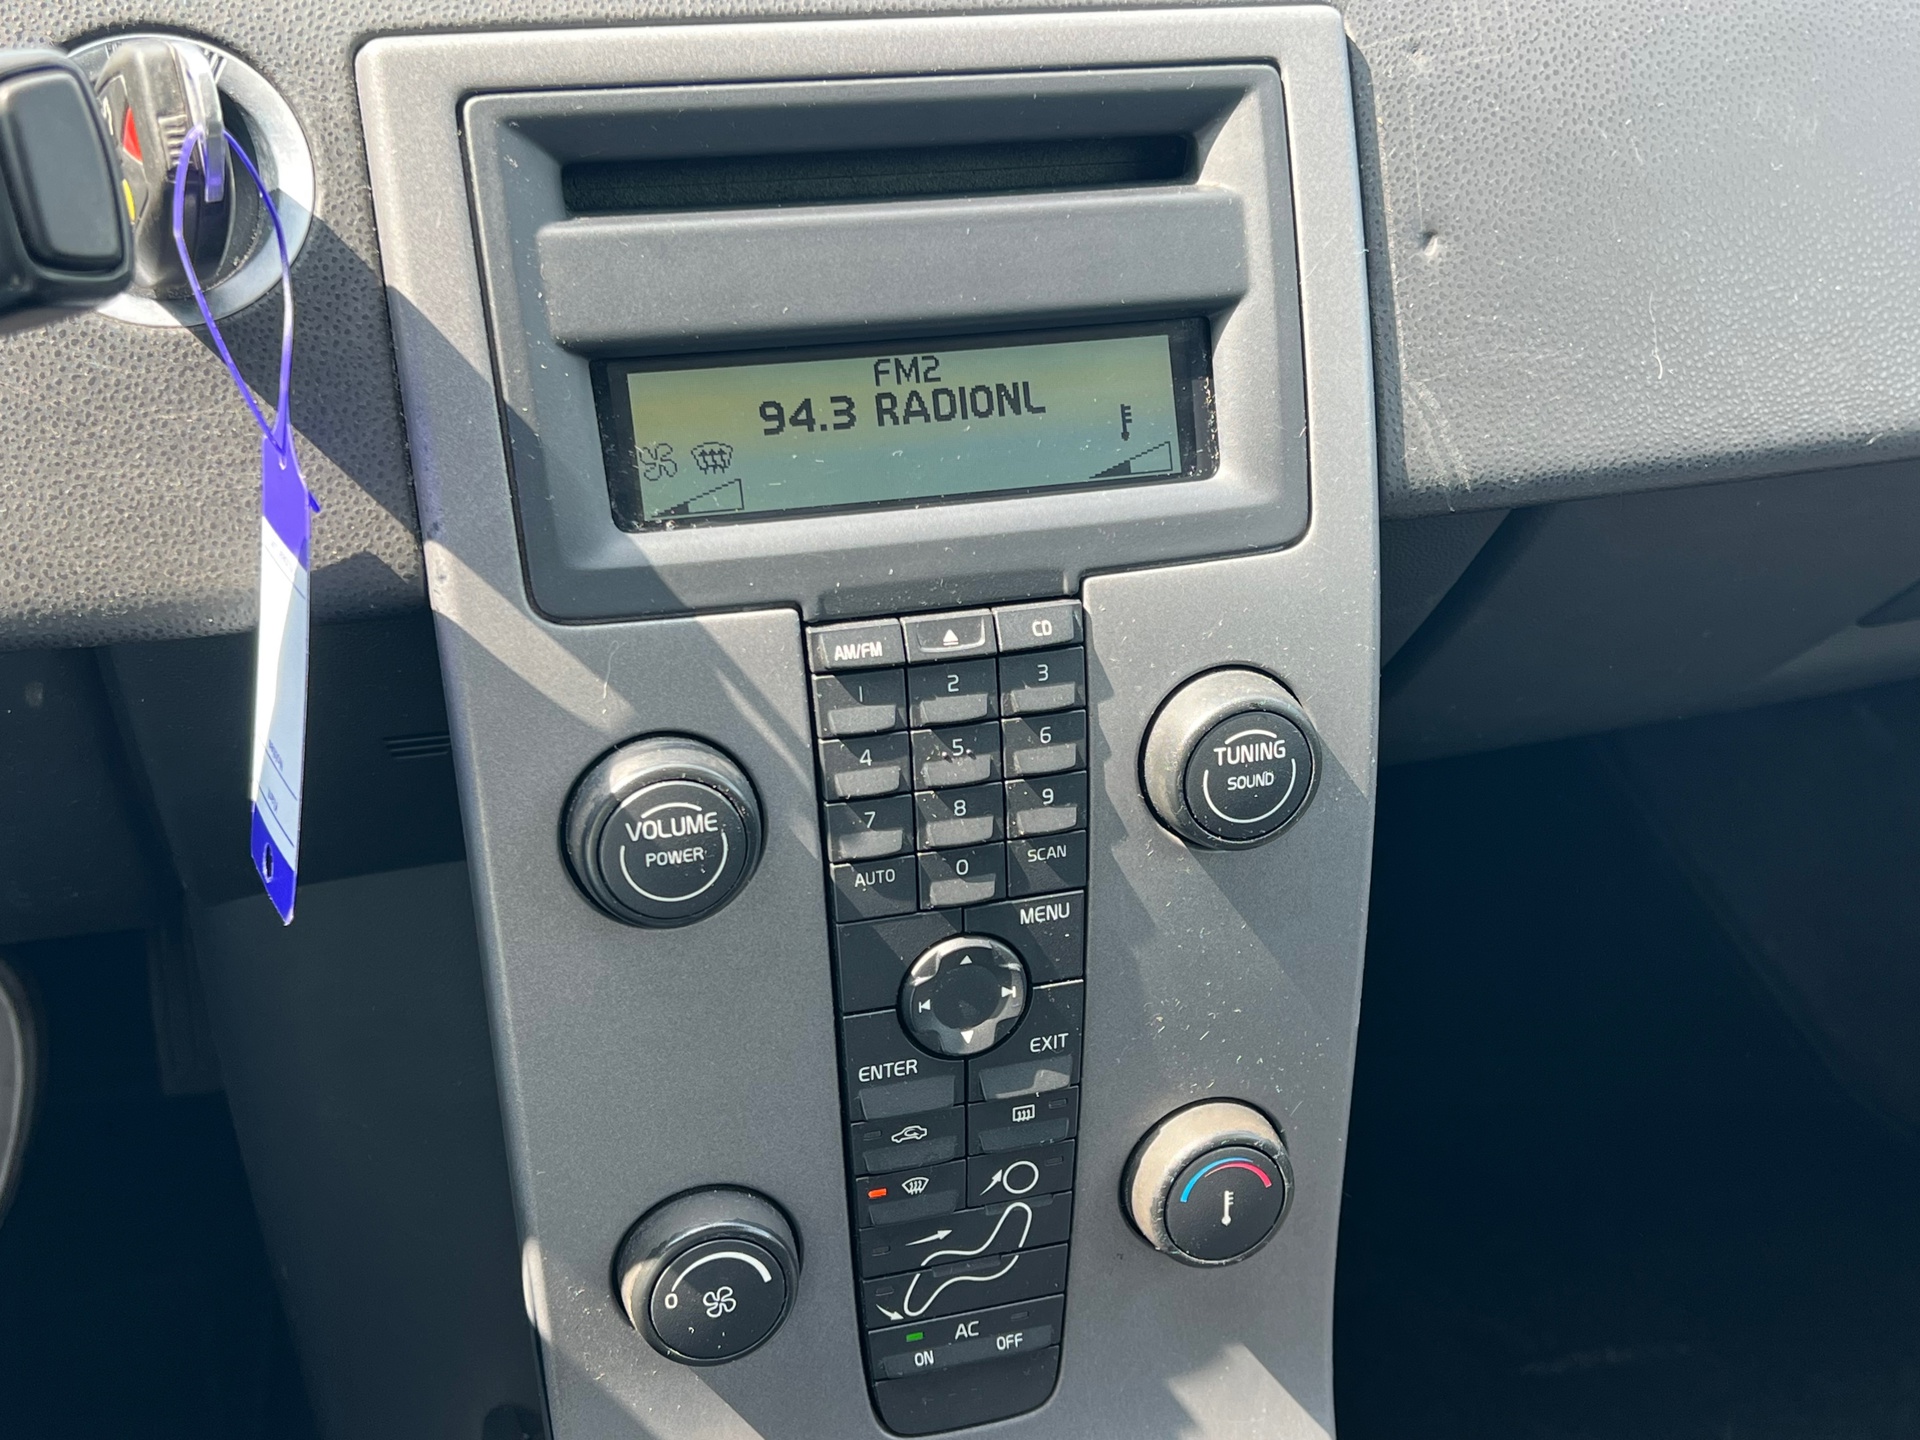 FM2
94.3 RADIONL
AM/FM
CD
1
2
3
4
5
6
7
8
9
AUTO
0
SCAN
VOLUME
POWER
TUNING
SOUND
MENU
ENTER
EXIT
0
AC
ON
OFF